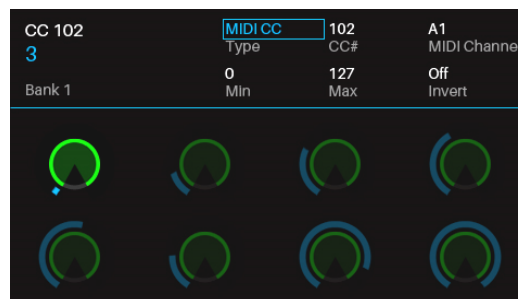 CC 102
3
Bank 1
MIDI CC 102 A1
Type CC# MIDI Channe
0 127 Off
Min Max Invert